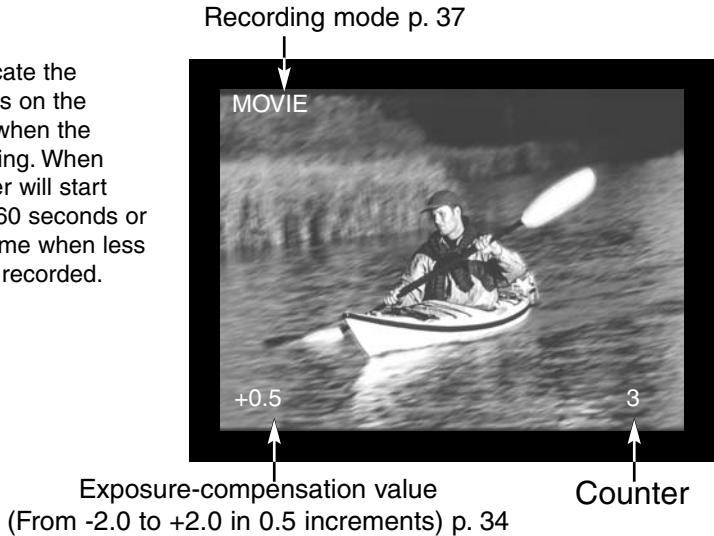 Recording mode p. 37
cate the
s on the
when the
ing. When
er will start
60 seconds or
me when less
recorded.
MOVIE
+0.5
3
Exposure-compensation value
(From -2.0 to +2.0 in 0.5 increments) p. 34
Counter